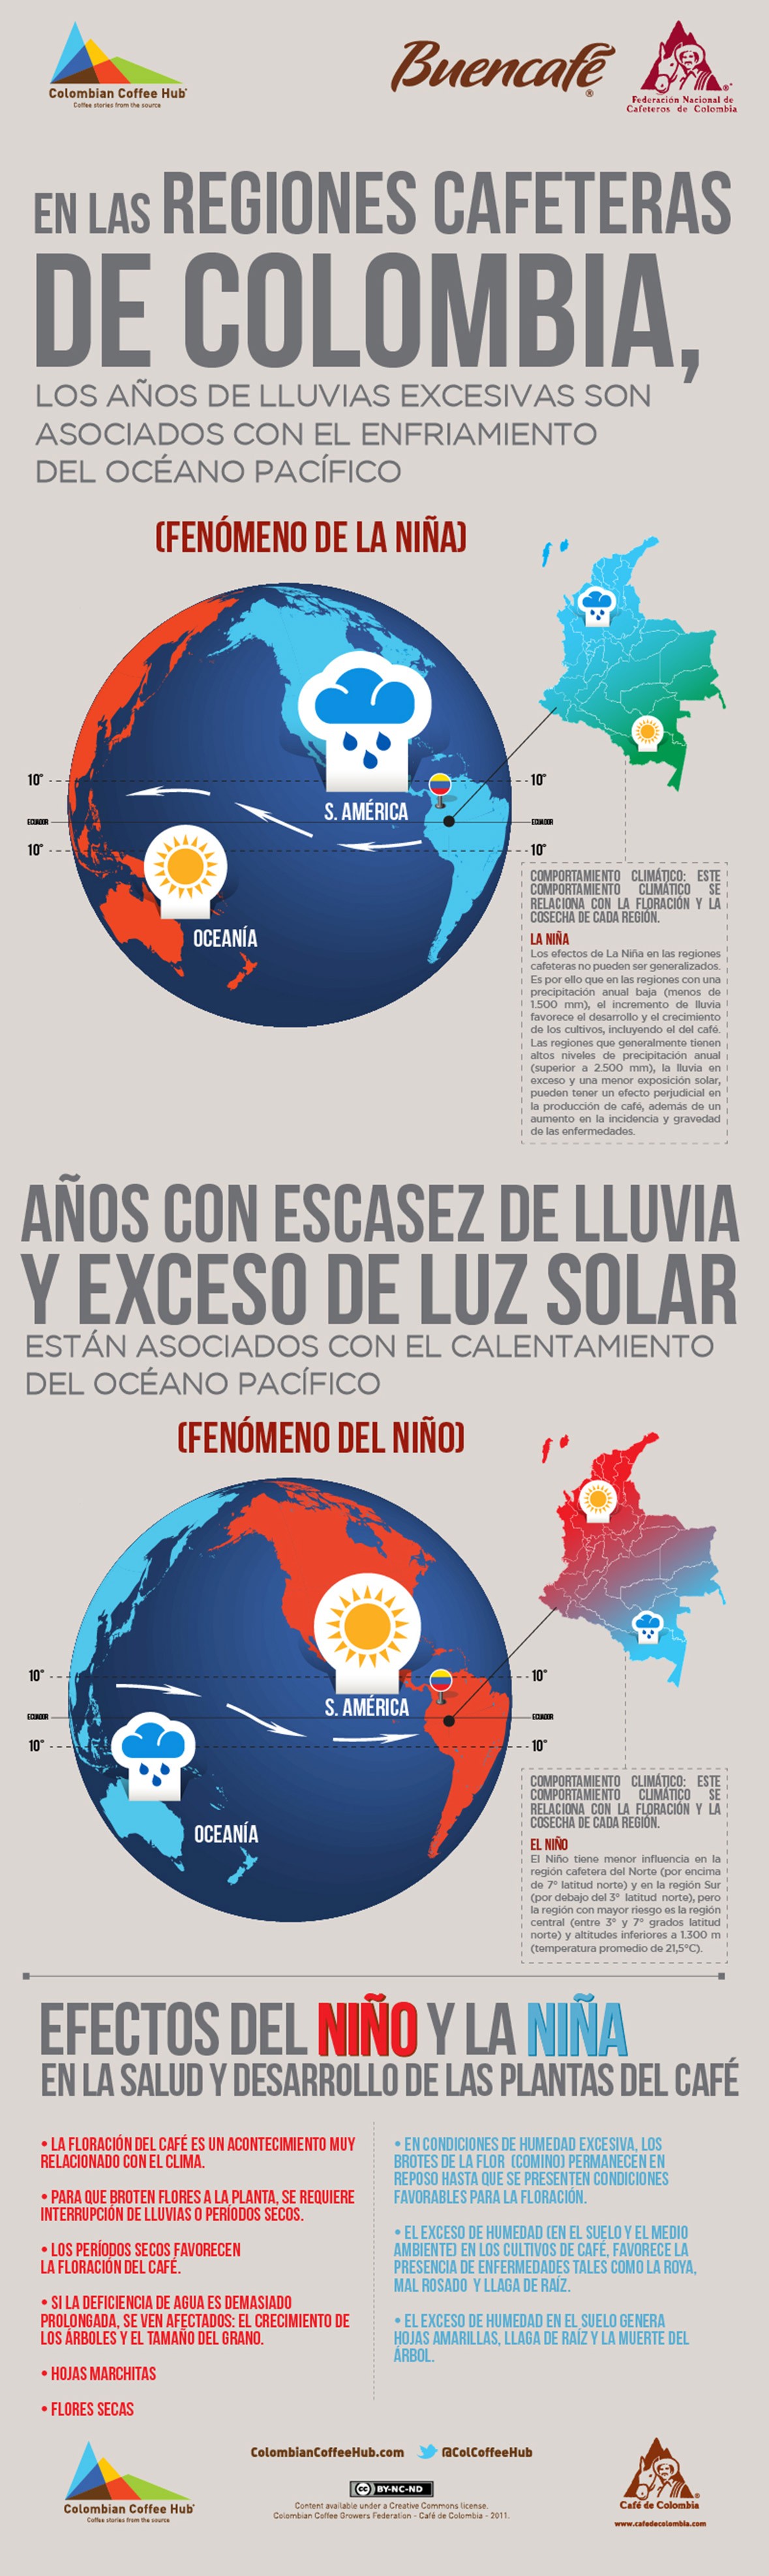 Colombian Coffee Hub
Coffee stories from the source
Buencafé
®
Federación Nacional de
Cafeteros de Colombia
EN LAS REGIONES CAFETERAS
DE COLOMBIA,
LOS AÑOS DE LLUVIAS EXCESIVAS SON
ASOCIADOS CON EL ENFRIAMIENTO
DEL OCÉANO PACÍFICO
(FENÓMENO DE LA NIÑA)
10° 10°
S. AMÉRICA
ECUADOR ECUADOR
10° 10°
OCEANÍA
COMPORTAMIENTO CLIMÁTICO: ESTE
COMPORTAMIENTO CLIMÁTICO SE
RELACIONA CON LA FLORACIÓN Y LA
COSECHA DE CADA REGIÓN.
LA NIÑA
Los efectos de La Niña en las regiones
cafeteras no pueden ser generalizados.
Es por ello que en las regiones con una
precipitación anual baja (menos de
1.500 mm), el incremento de lluvia
favorece el desarrollo y el crecimiento
de los cultivos, incluyendo el del café.
Las regiones que generalmente tienen
altos niveles de precipitación anual
(superior a 2.500 mm), la lluvia en
exceso y una menor exposición solar,
pueden tener un efecto perjudicial en
la producción de café, además de un
aumento en la incidencia y gravedad
de las enfermedades.
AÑOS CON ESCASEZ DE LLUVIA
Y EXCESO DE LUZ SOLAR
ESTÁN ASOCIADOS CON EL CALENTAMIENTO
DEL OCÉANO PACÍFICO
(FENÓMENO DEL NIÑO)
10° 10°
S. AMÉRICA
ECUADOR ECUADOR
10° 10°
OCEANÍA
COMPORTAMIENTO CLIMÁTICO: ESTE
COMPORTAMIENTO CLIMÁTICO SE
RELACIONA CON LA FLORACIÓN Y LA
COSECHA DE CADA REGIÓN.
EL NIÑO
El Niño tiene menor influencia en la
región cafetera del Norte (por encima
de 7° latitud norte) y en la región Sur
(por debajo del 3° latitud norte), pero
la región con mayor riesgo es la región
central (entre 3° y 7° grados latitud
norte) y altitudes inferiores a 1.300 m
(temperatura promedio de 21,5°C).
EFECTOS DEL NIÑO Y LA NIÑA
EN LA SALUD Y DESARROLLO DE LAS PLANTAS DEL CAFÉ
• LA FLORACIÓN DEL CAFÉ ES UN ACONTECIMIENTO MUY
RELACIONADO CON EL CLIMA.
• PARA QUE BROTEN FLORES A LA PLANTA, SE REQUIERE
INTERRUPCIÓN DE LLUVIAS O PERÍODOS SECOS.
• LOS PERÍODOS SECOS FAVORECEN
LA FLORACIÓN DEL CAFÉ.
• SI LA DEFICIENCIA DE AGUA ES DEMASIADO
PROLONGADA, SE VEN AFECTADOS: EL CRECIMIENTO DE
LOS ÁRBOLES Y EL TAMAÑO DEL GRANO.
• HOJAS MARCHITAS
• FLORES SECAS
• EN CONDICIONES DE HUMEDAD EXCESIVA, LOS
BROTES DE LA FLOR (COMINO) PERMANECEN EN
REPOSO HASTA QUE SE PRESENTEN CONDICIONES
FAVORABLES PARA LA FLORACIÓN.
• EL EXCESO DE HUMEDAD (EN EL SUELO Y EL MEDIO
AMBIENTE) EN LOS CULTIVOS DE CAFÉ, FAVORECE LA
PRESENCIA DE ENFERMEDADES TALES COMO LA ROYA,
MAL ROSADO Y LLAGA DE RAÍZ.
• EL EXCESO DE HUMEDAD EN EL SUELO GENERA
HOJAS AMARILLAS, LLAGA DE RAÍZ Y LA MUERTE DEL
ÁRBOL.
Colombian Coffee Hub
Coffee stories from the source
ColombianCoffeeHub.com @ColCoffeeHub
cc BY-NC-ND
Content available under a Creative Commons license.
Colombian Coffee Growers Federation - Café de Colombia - 2011.
Café de Colombia
www.cafedecolombia.com